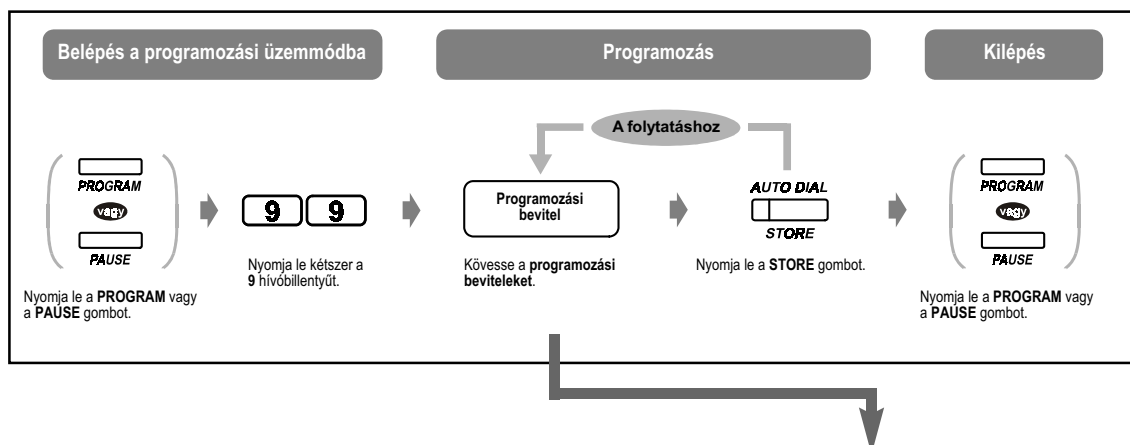 Belépés a programozási üzemmódba
Programozás
Kilépés
A folytatáshoz
PROGRAM
vagy
PAUSE
Nyomja le a PROGRAM vagy
a PAUSE gombot.
9 9
Nyomja le kétszer a
9 hívóbillentyűt.
Programozási
bevitel
Kövesse a programozási
beviteleket.
AUTO DIAL
STORE
Nyomja le a STORE gombot.
PROGRAM
vagy
PAUSE
Nyomja le a PROGRAM vagy
a PAUSE gombot.